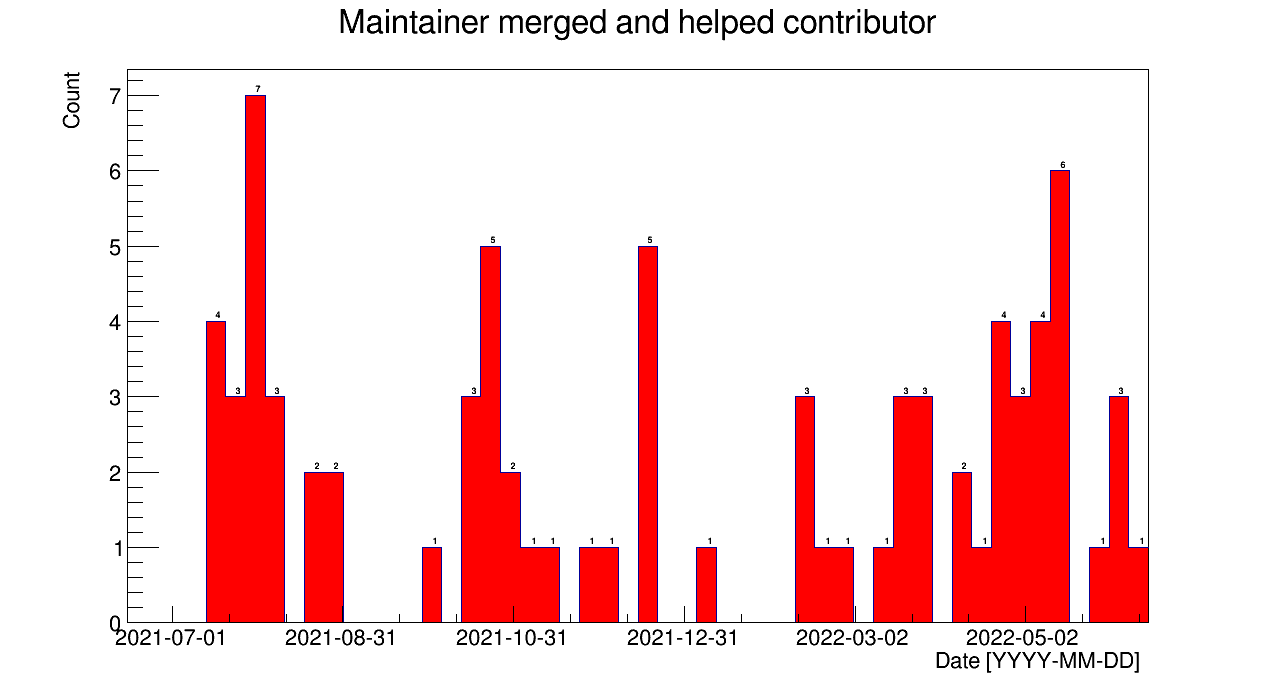 Maintainer merged and helped contributor
Count
7
6
5
4
3
2
1
0
4 3 7 3 2 2 1 3 5 2 1 1 1 1 5 1 3 1 1 1 3 3 2 1 4 3 4 6 1 3 1
2021-07-01 2021-08-31 2021-10-31 2021-12-31 2022-03-02 2022-05-02
Date [YYYY-MM-DD]